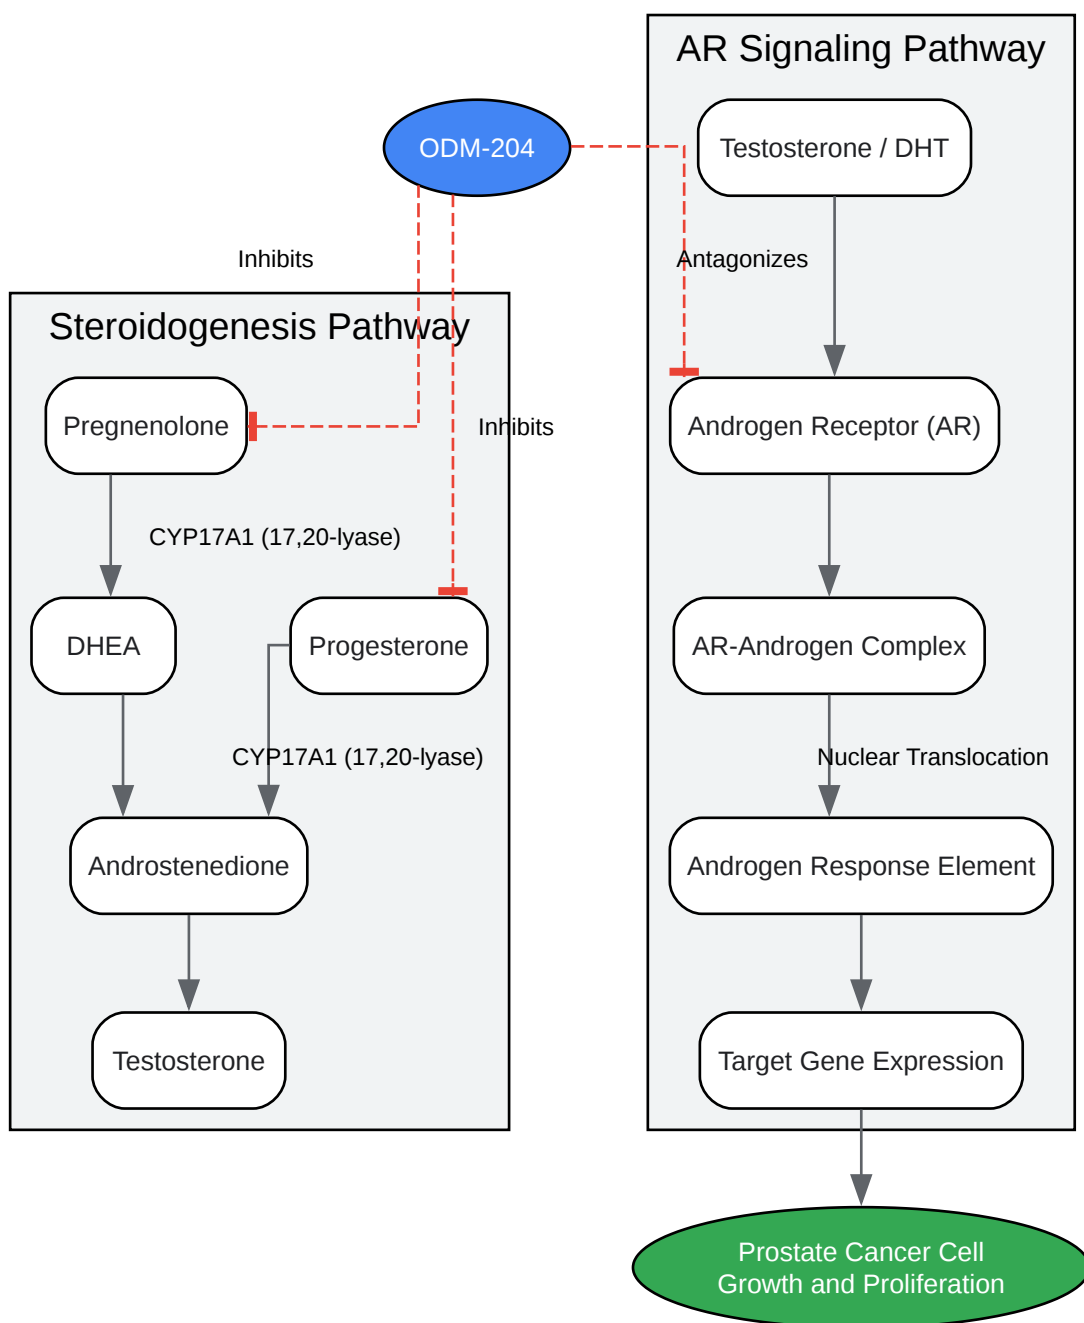 AR Signaling Pathway
ODM-204
Testosterone / DHT
Inhibits
Antagonizes
Steroidogenesis Pathway
Pregnenolone
Inhibits
Androgen Receptor (AR)
CYP17A1 (17,20-lyase)
DHEA
Progesterone
AR-Androgen Complex
CYP17A1 (17,20-lyase)
Nuclear Translocation
Androstenedione
Androgen Response Element
Testosterone
Target Gene Expression
Prostate Cancer Cell
Growth and Proliferation